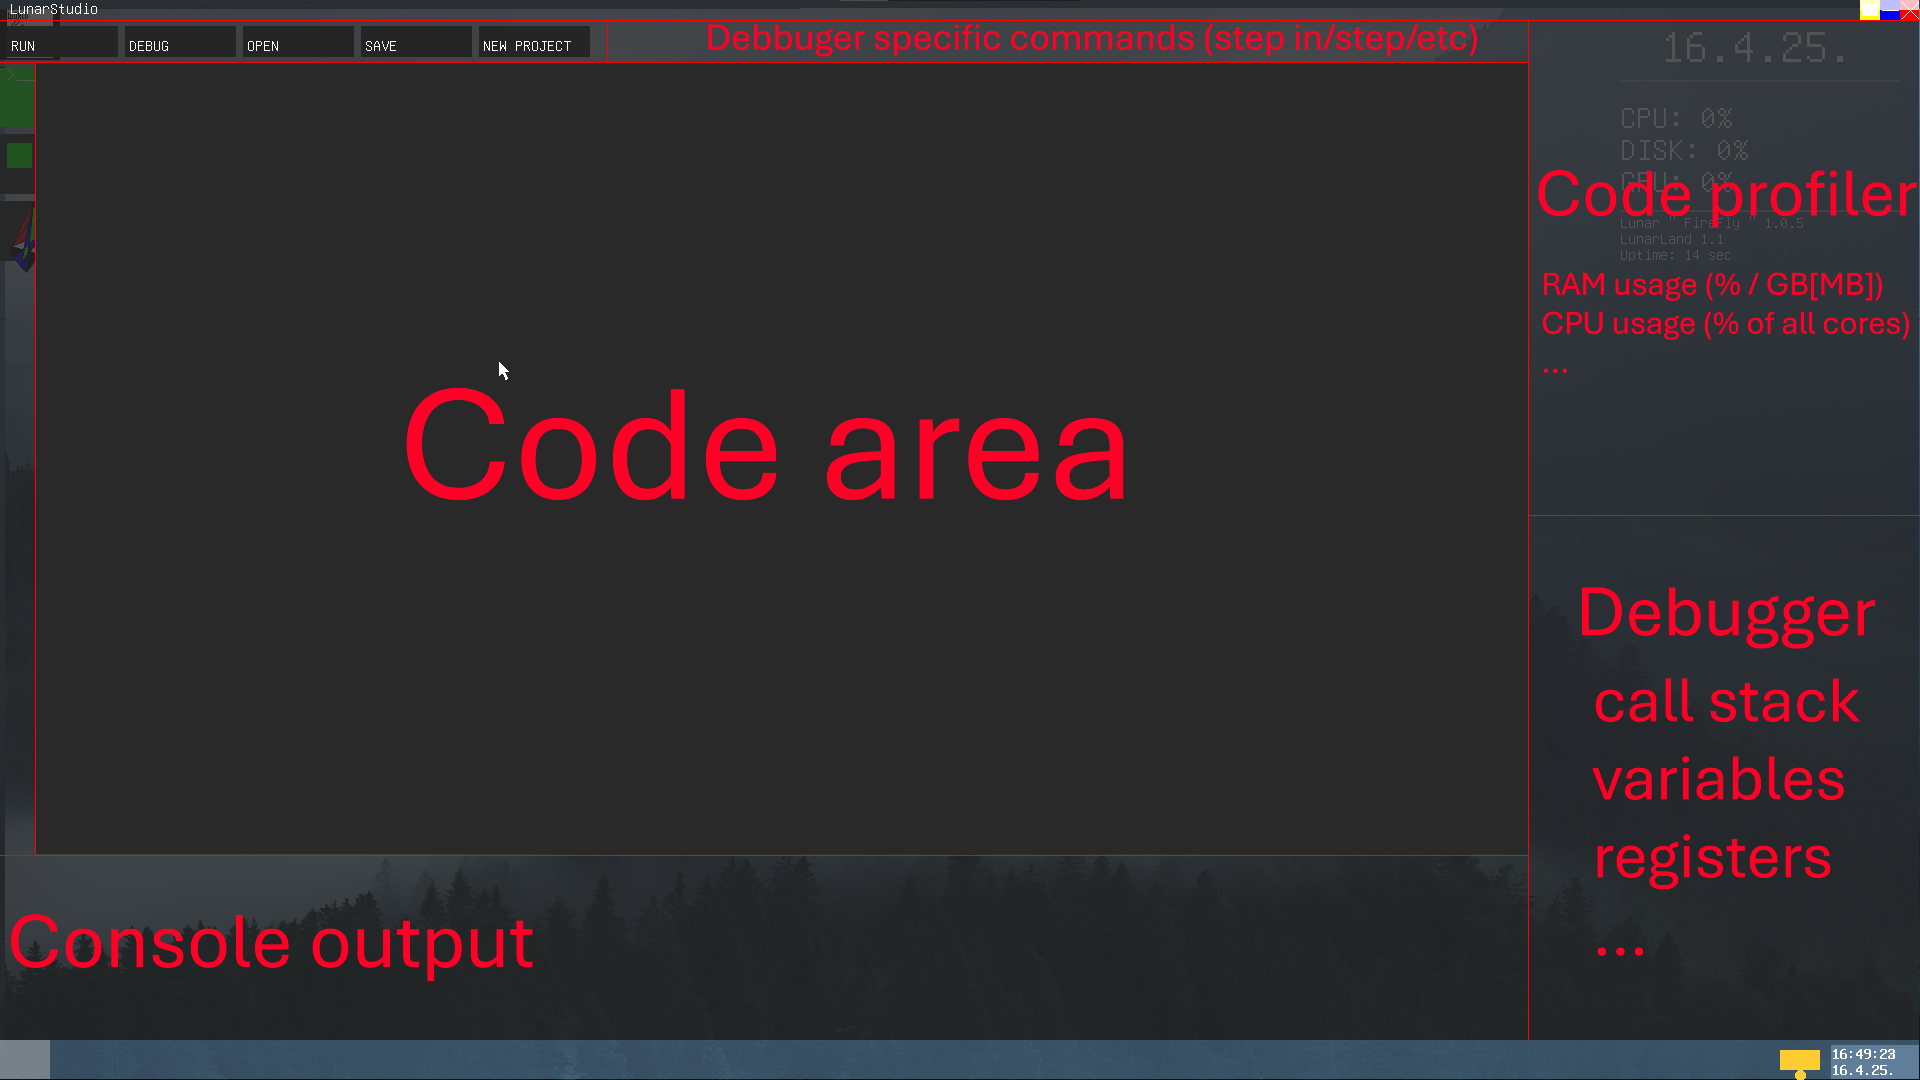 LunarStudio
RUN DEBUG OPEN SAVE NEW PROJECT
Debbuger specific commands (step in/step/etc)
16.4.25.
CPU: 0%
DISK: 0%
GPU: 0%
Code profiler
Lunar " FireFly " 1.0.5
LunarLand 1.1
Uptime: 14 sec
RAM usage (% / GB[MB])
CPU usage (% of all cores)
...
Code area
Debugger
call stack
variables
registers
...
Console output
16:49:23
16.4.25.